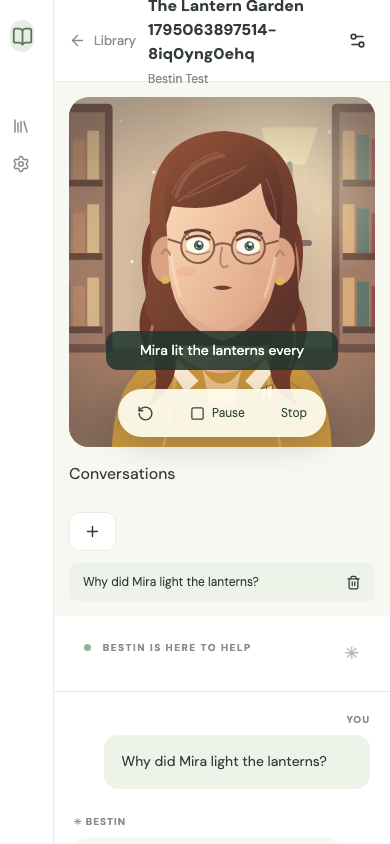 Library
The Lantern Garden
1795063897514-
8iq0yng0ehq
Bestin Test
Mira lit the lanterns every
Pause
Stop
Conversations
Why did Mira light the lanterns?
BESTIN IS HERE TO HELP
YOU
Why did Mira light the lanterns?
BESTIN